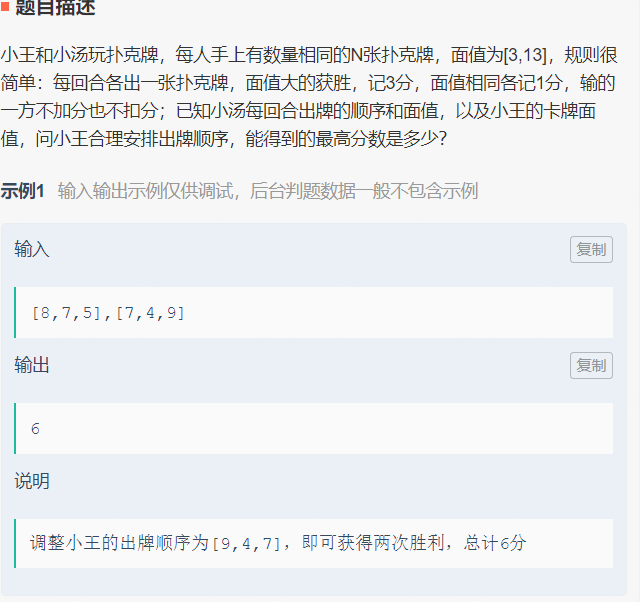 题目描述
小王和小汤玩扑克牌，每人手上有数量相同的N张扑克牌，面值为[3,13]，规则很
简单：每回合各出一张扑克牌，面值大的获胜，记3分，面值相同各记1分，输的
一方不加分也不扣分；已知小汤每回合出牌的顺序和面值，以及小王的卡牌面
值，问小王合理安排出牌顺序，能得到的最高分数是多少？
示例1 输入输出示例仅供调试，后台判题数据一般不包含示例
输入 复制
[8,7,5],[7,4,9]
输出 复制
6
说明
调整小王的出牌顺序为[9,4,7]，即可获得两次胜利，总计6分